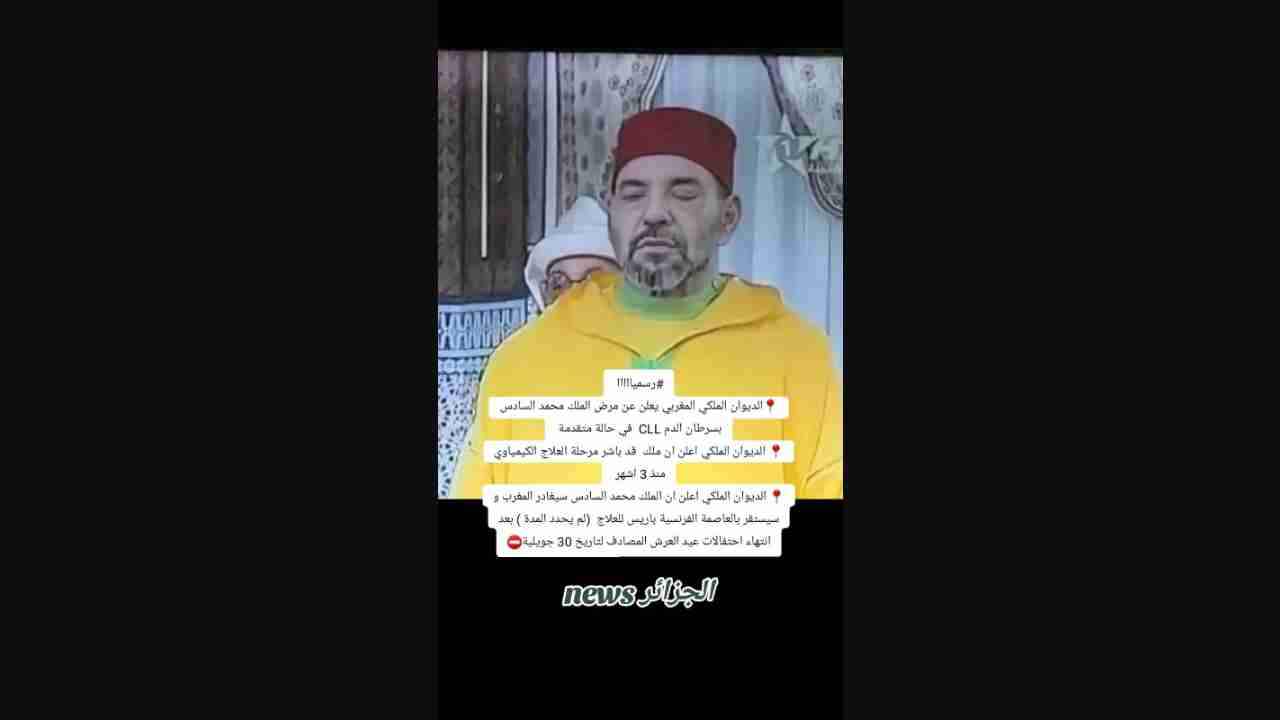 #رسمياااااا
📍الديوان الملكي المغربي يعلن عن مرض الملك محمد السادس
بسرطان الدم CLL في حالة متقدمة
📍 الديوان الملكي اعلن ان ملك قد باشر مرحلة العلاج الكيمياوي
منذ 3 اشهر
📍 الديوان الملكي اعلن ان الملك محمد السادس سيغادر المغرب و
سيستقر بالعاصمة الفرنسية باريس للعلاج (لم يحدد المدة ) بعد
انتهاء احتفالات عيد العرش المصادف لتاريخ 30 جويلية⛔
الجزائر news